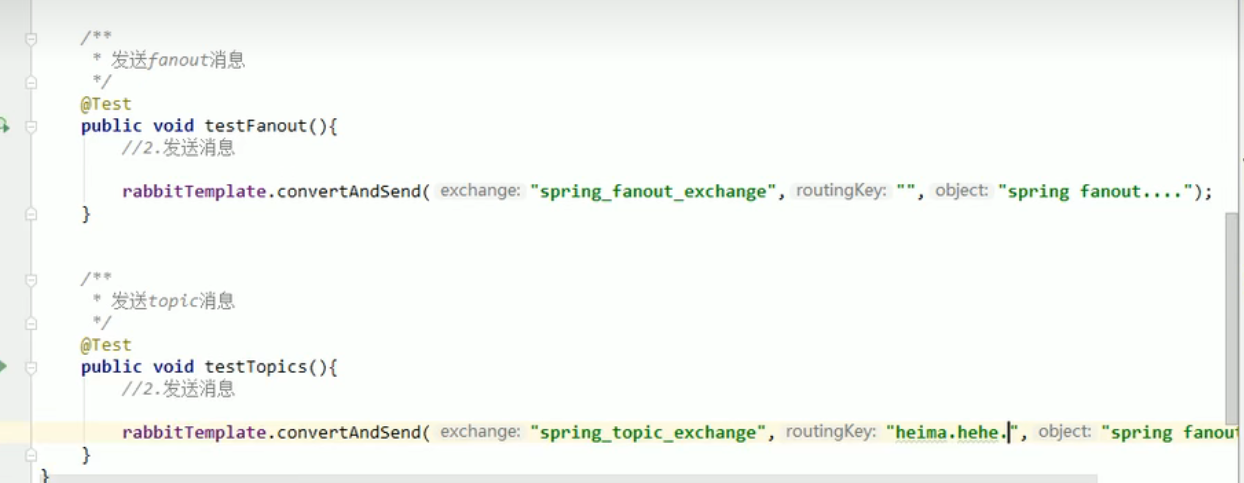 /**
* 发送fanout消息
*/
@Test
public void testFanout(){
//2.发送消息
rabbitTemplate.convertAndSend( exchange: "spring_fanout_exchange", routingKey: "", object: "spring fanout....");
}
/**
* 发送topic消息
*/
@Test
public void testTopics(){
//2.发送消息
rabbitTemplate.convertAndSend( exchange: "spring_topic_exchange", routingKey: "heima.hehe.", object: "spring fanout
}
}